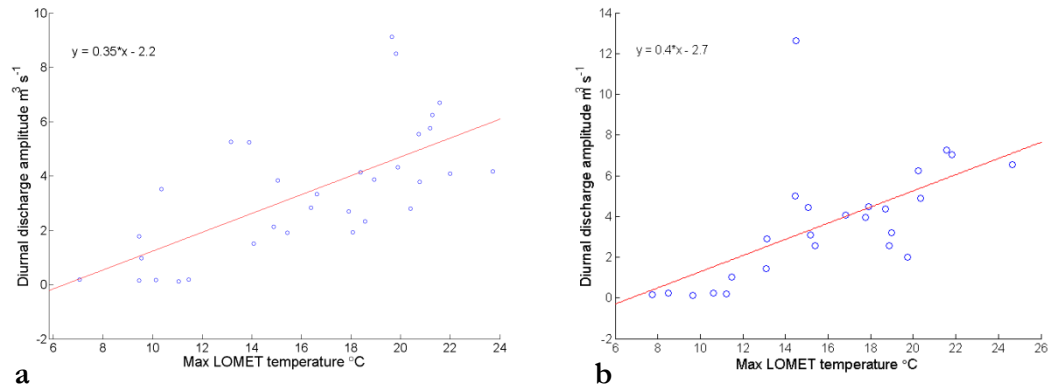 10
8
6
4
2
0
-2
y = 0.35*x - 2.2
Diurnal discharge amplitude m³ s⁻¹
6 8 10 12 14 16 18 20 22 24
Max LOMET temperature °C
a
14
12
10
8
6
4
2
0
-2
y = 0.4*x - 2.7
Diurnal discharge amplitude m³ s⁻¹
6 8 10 12 14 16 18 20 22 24 26
Max LOMET temperature °C
b